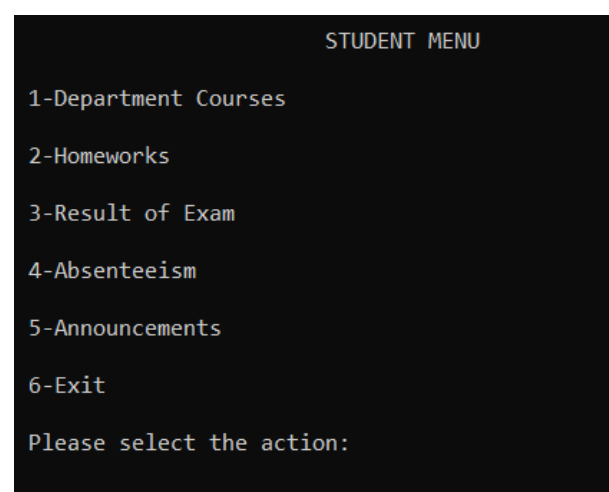 STUDENT MENU
1-Department Courses
2-Homeworks
3-Result of Exam
4-Absenteeism
5-Announcements
6-Exit
Please select the action: